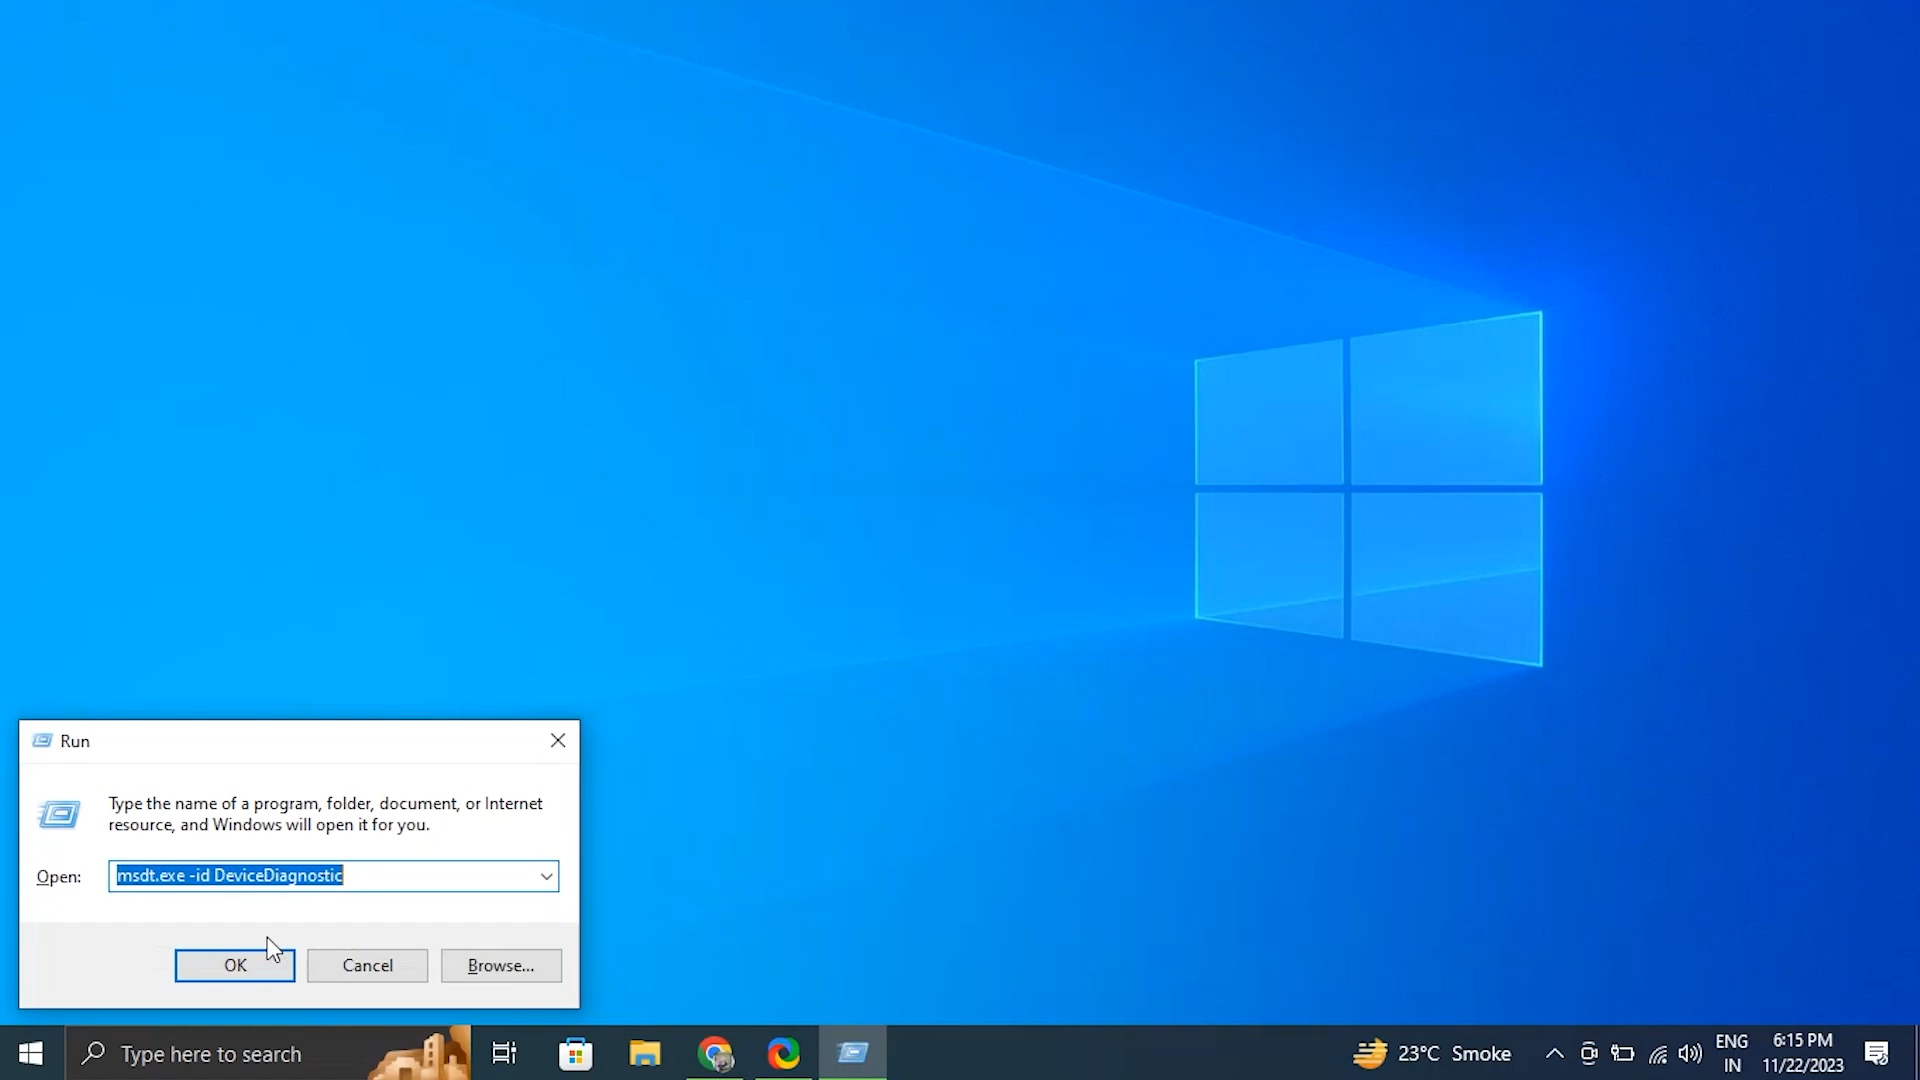 Run
Type the name of a program, folder, document, or Internet
resource, and Windows will open it for you.
Open:
msdt.exe -id DeviceDiagnostic
OK
Cancel
Browse...
Type here to search
23°C Smoke
ENG
IN
6:15 PM
11/22/2023